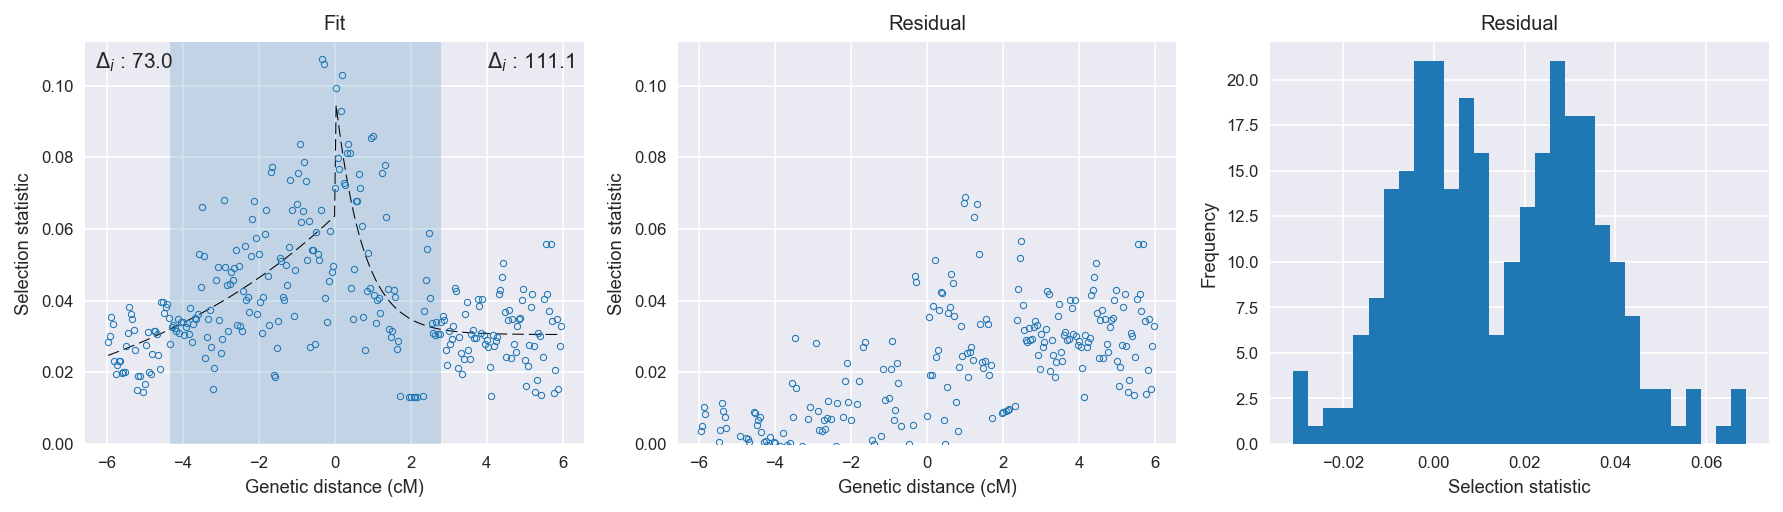 Fit
Δi : 73.0
Δi : 111.1
0.10
0.08
0.06
0.04
0.02
0.00
Selection statistic
−6 −4 −2 0 2 4 6
Genetic distance (cM)
Residual
0.10
0.08
0.06
0.04
0.02
0.00
Selection statistic
−6 −4 −2 0 2 4 6
Genetic distance (cM)
Residual
20.0
17.5
15.0
12.5
10.0
7.5
5.0
2.5
0.0
Frequency
−0.02 0.00 0.02 0.04 0.06
Selection statistic